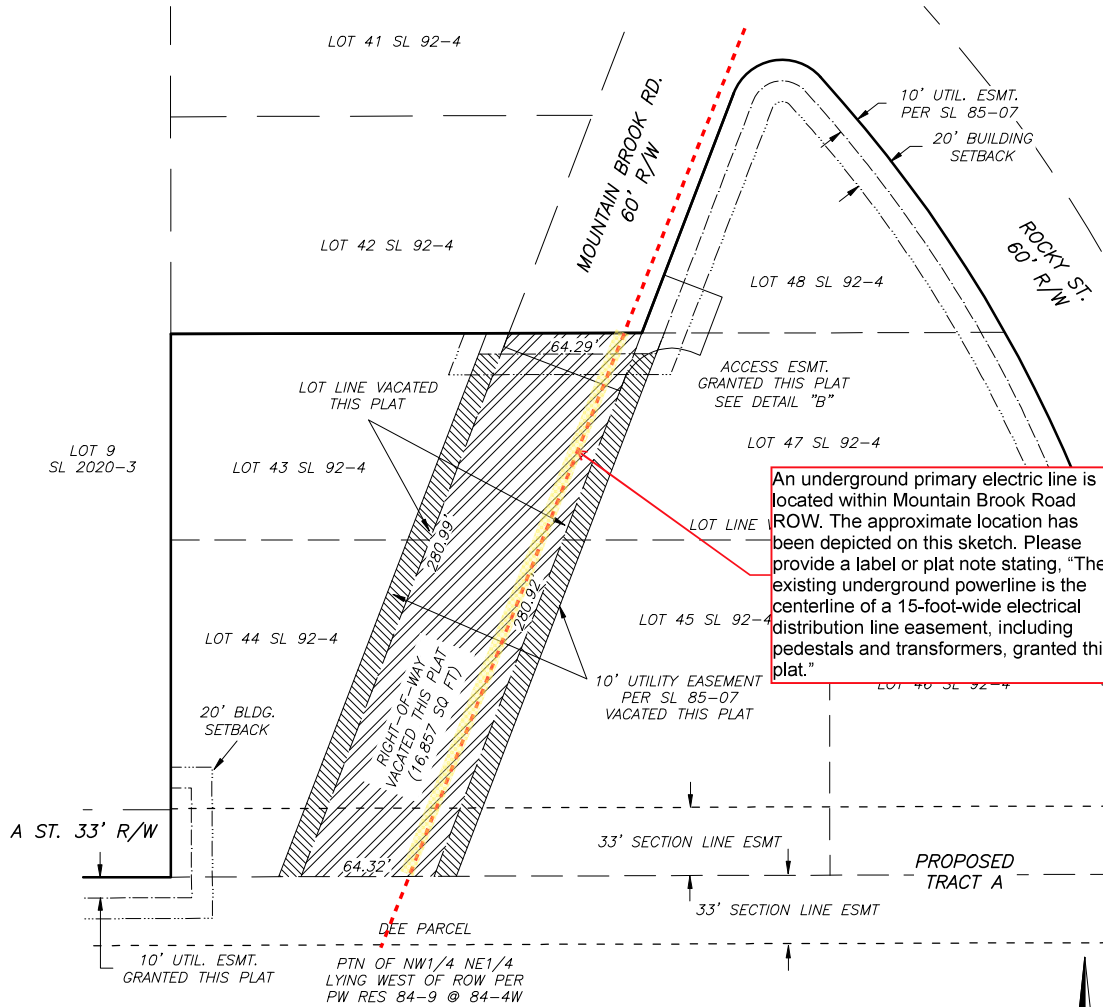 LOT 41 SL 92-4
MOUNTAIN BROOK RD.
60' R/W
10' UTIL. ESMT.
PER SL 85-07
20' BUILDING
SETBACK
ROCKY ST.
60' R/W
LOT 42 SL 92-4
LOT 48 SL 92-4
64.29'
ACCESS ESMT.
GRANTED THIS PLAT
SEE DETAIL "B"
LOT LINE VACATED
THIS PLAT
LOT 9
SL 2020-3
LOT 43 SL 92-4
LOT 47 SL 92-4
An underground primary electric line is
located within Mountain Brook Road
ROW. The approximate location has
been depicted on this sketch. Please
provide a label or plat note stating, “The
existing underground powerline is the
centerline of a 15-foot-wide electrical
distribution line easement, including
pedestals and transformers, granted this
plat.”
LOT LINE
280.99'
280.92'
LOT 44 SL 92-4
LOT 45 SL 92-4
LOT 46 SL 92-4
10' UTILITY EASEMENT
PER SL 85-07
VACATED THIS PLAT
RIGHT-OF-WAY
VACATED THIS PLAT
(16,857 SQ FT)
20' BLDG.
SETBACK
A ST. 33' R/W
33' SECTION LINE ESMT
64.32'
PROPOSED
TRACT A
33' SECTION LINE ESMT
DEE PARCEL
10' UTIL. ESMT.
GRANTED THIS PLAT
PTN OF NW1/4 NE1/4
LYING WEST OF ROW PER
PW RES 84-9 @ 84-4W